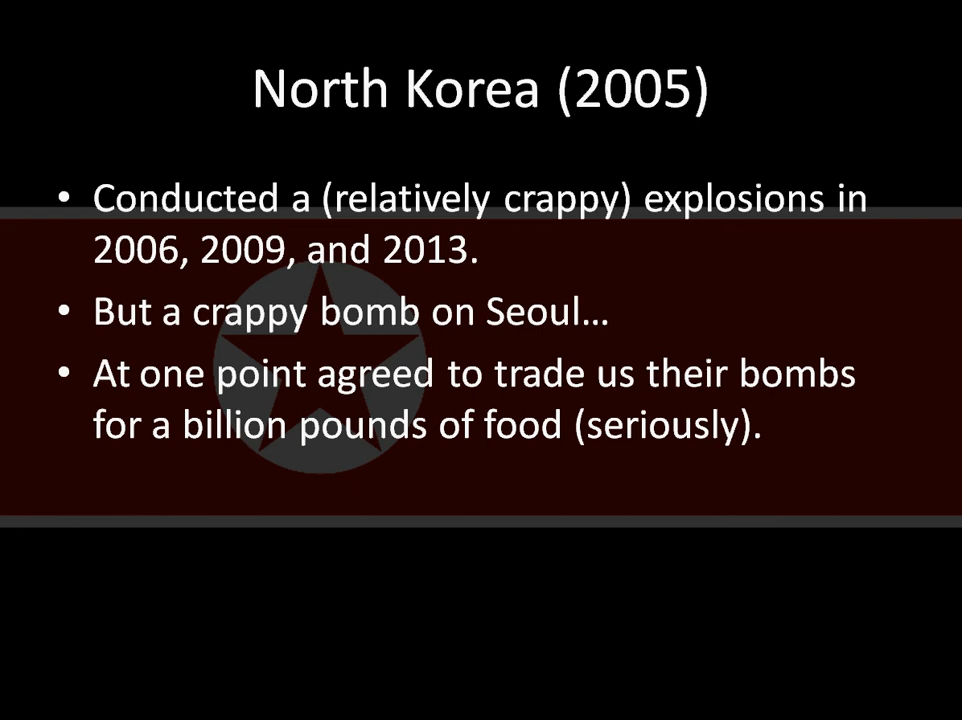 North Korea (2005)
• Conducted a (relatively crappy) explosions in
2006, 2009, and 2013.
• But a crappy bomb on Seoul…
• At one point agreed to trade us their bombs
for a billion pounds of food (seriously).